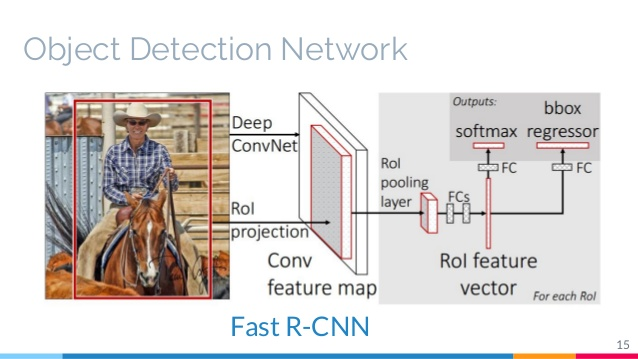 Object Detection Network
Deep
ConvNet
RoI
projection
Conv
feature map
RoI
pooling
layer
FCs
Outputs:
softmax
bbox
regressor
FC
FC
RoI feature
vector
For each RoI
Fast R-CNN
15